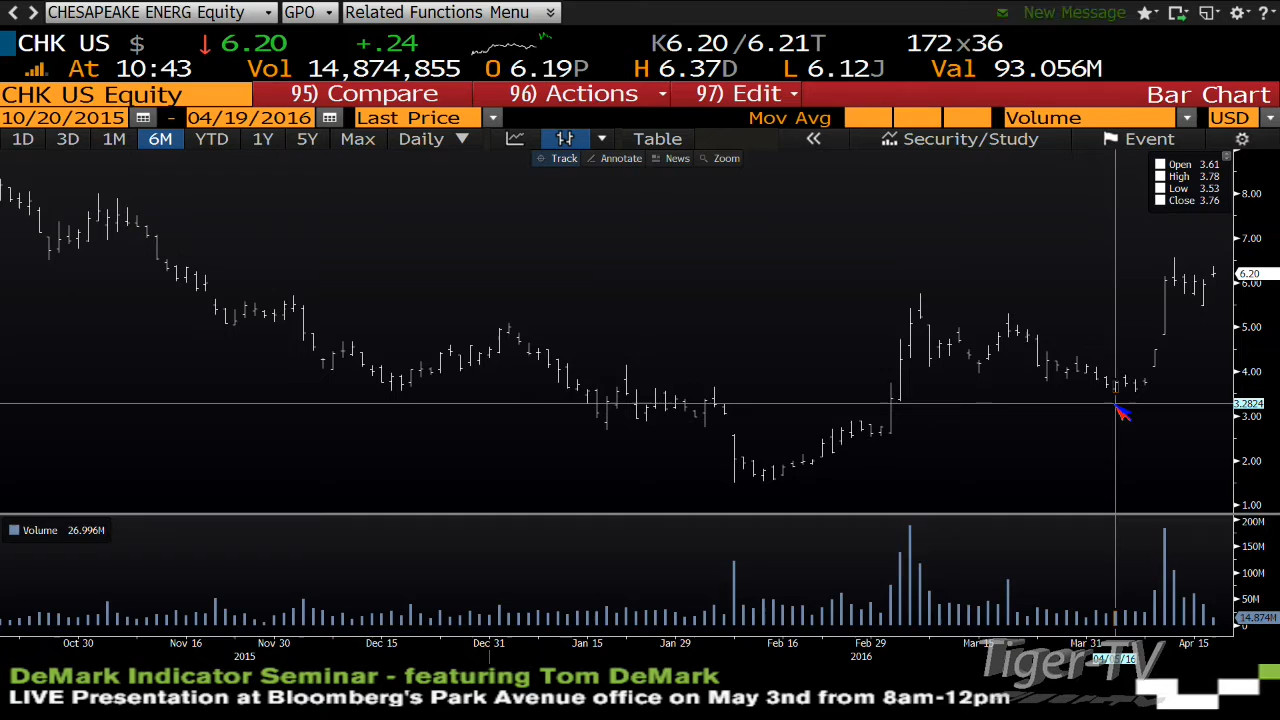 CHESAPEAKE ENERG Equity GPO Related Functions Menu New Message
CHK US $ 6.20 +.24 K6.20 /6.21T 172x36
At 10:43 Vol 14,874,855 O 6.19P H 6.37D L 6.12J Val 93.056M
CHK US Equity 95) Compare 96) Actions 97) Edit Bar Chart
10/20/2015 - 04/19/2016 Last Price Mov Avg Volume USD
1D 3D 1M 6M YTD 1Y 5Y Max Daily Table Security/Study Event
Track Annotate News Zoom
Open 3.61
High 3.78
Low 3.53
Close 3.76
8.00
7.00
6.20
6.00
5.00
4.00
3.2824
3.00
2.00
1.00
Volume 26.996M
200M
150M
100M
50M
14.874M
0
Oct 30 Nov 16 Nov 30 Dec 15 Dec 31 Jan 15 Jan 29 Feb 16 Feb 29 Mar 15 Mar 31 Apr 15
2015 2016 04/05/16
Tiger-TV
DeMark Indicator Seminar - featuring Tom DeMark
LIVE Presentation at Bloomberg's Park Avenue office on May 3nd from 8am-12pm